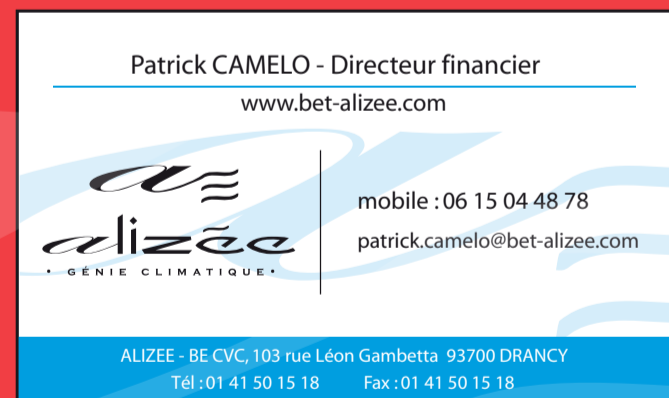 Patrick CAMELO - Directeur financier
www.bet-alizee.com
alizēe
• GÉNIE CLIMATIQUE •
mobile : 06 15 04 48 78
patrick.camelo@bet-alizee.com
ALIZEE - BE CVC, 103 rue Léon Gambetta 93700 DRANCY
Tél : 01 41 50 15 18 Fax : 01 41 50 15 18